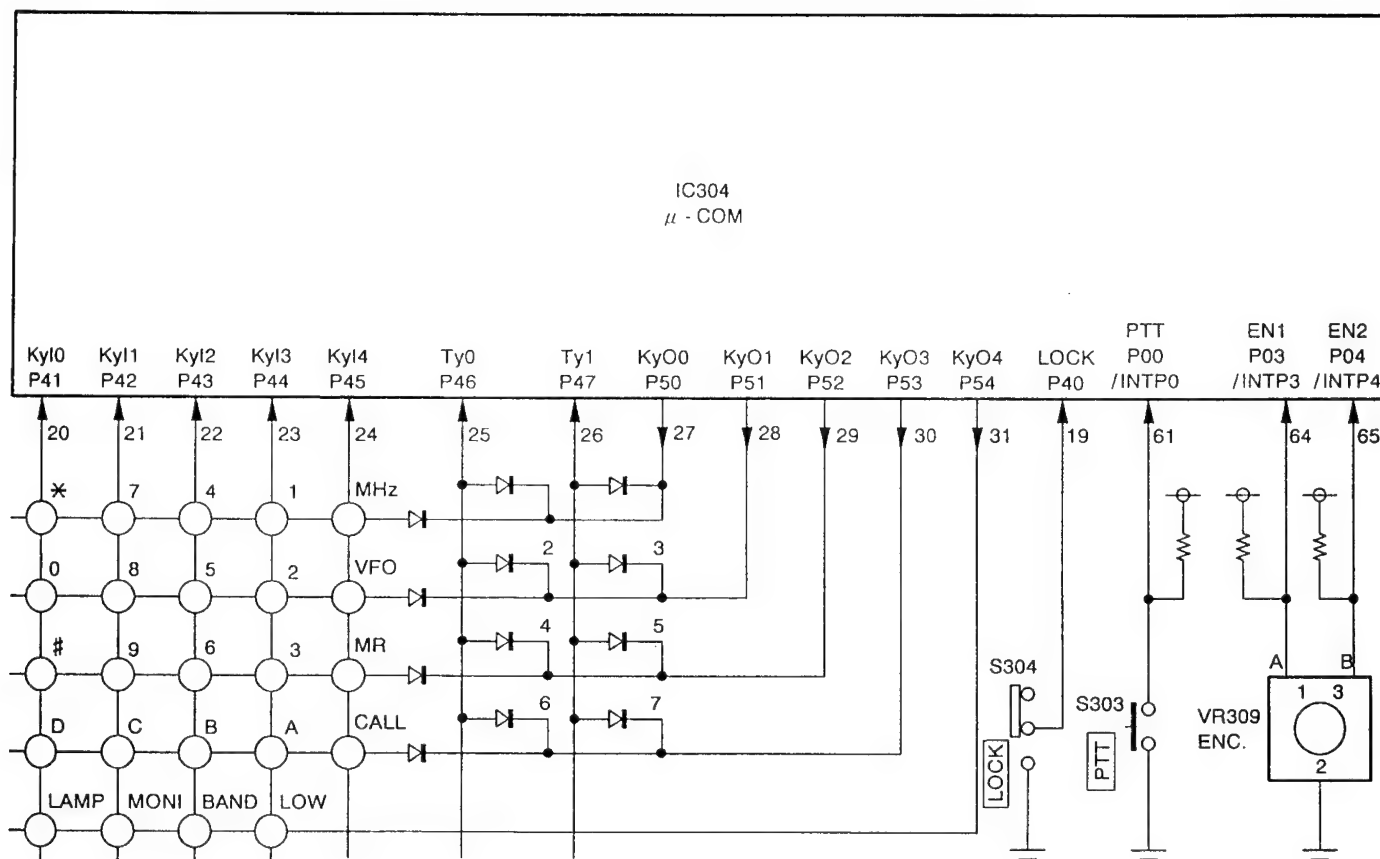 IC304
μ - COM
KyI0 KyI1 KyI2 KyI3 KyI4 Ty0 Ty1 KyO0 KyO1 KyO2 KyO3 KyO4 LOCK PTT EN1 EN2
P41 P42 P43 P44 P45 P46 P47 P50 P51 P52 P53 P54 P40 P00 P03 P04
/INTP0 /INTP3 /INTP4
20 21 22 23 24 25 26 27 28 29 30 31 19 61 64 65
* 7 4 1 MHz
0 8 5 2 VFO 2 3
# 9 6 3 MR 4 5
D C B A CALL 6 7
LAMP MONI BAND LOW
S304
LOCK
S303
PTT
A B
1 3
VR309
ENC.
2